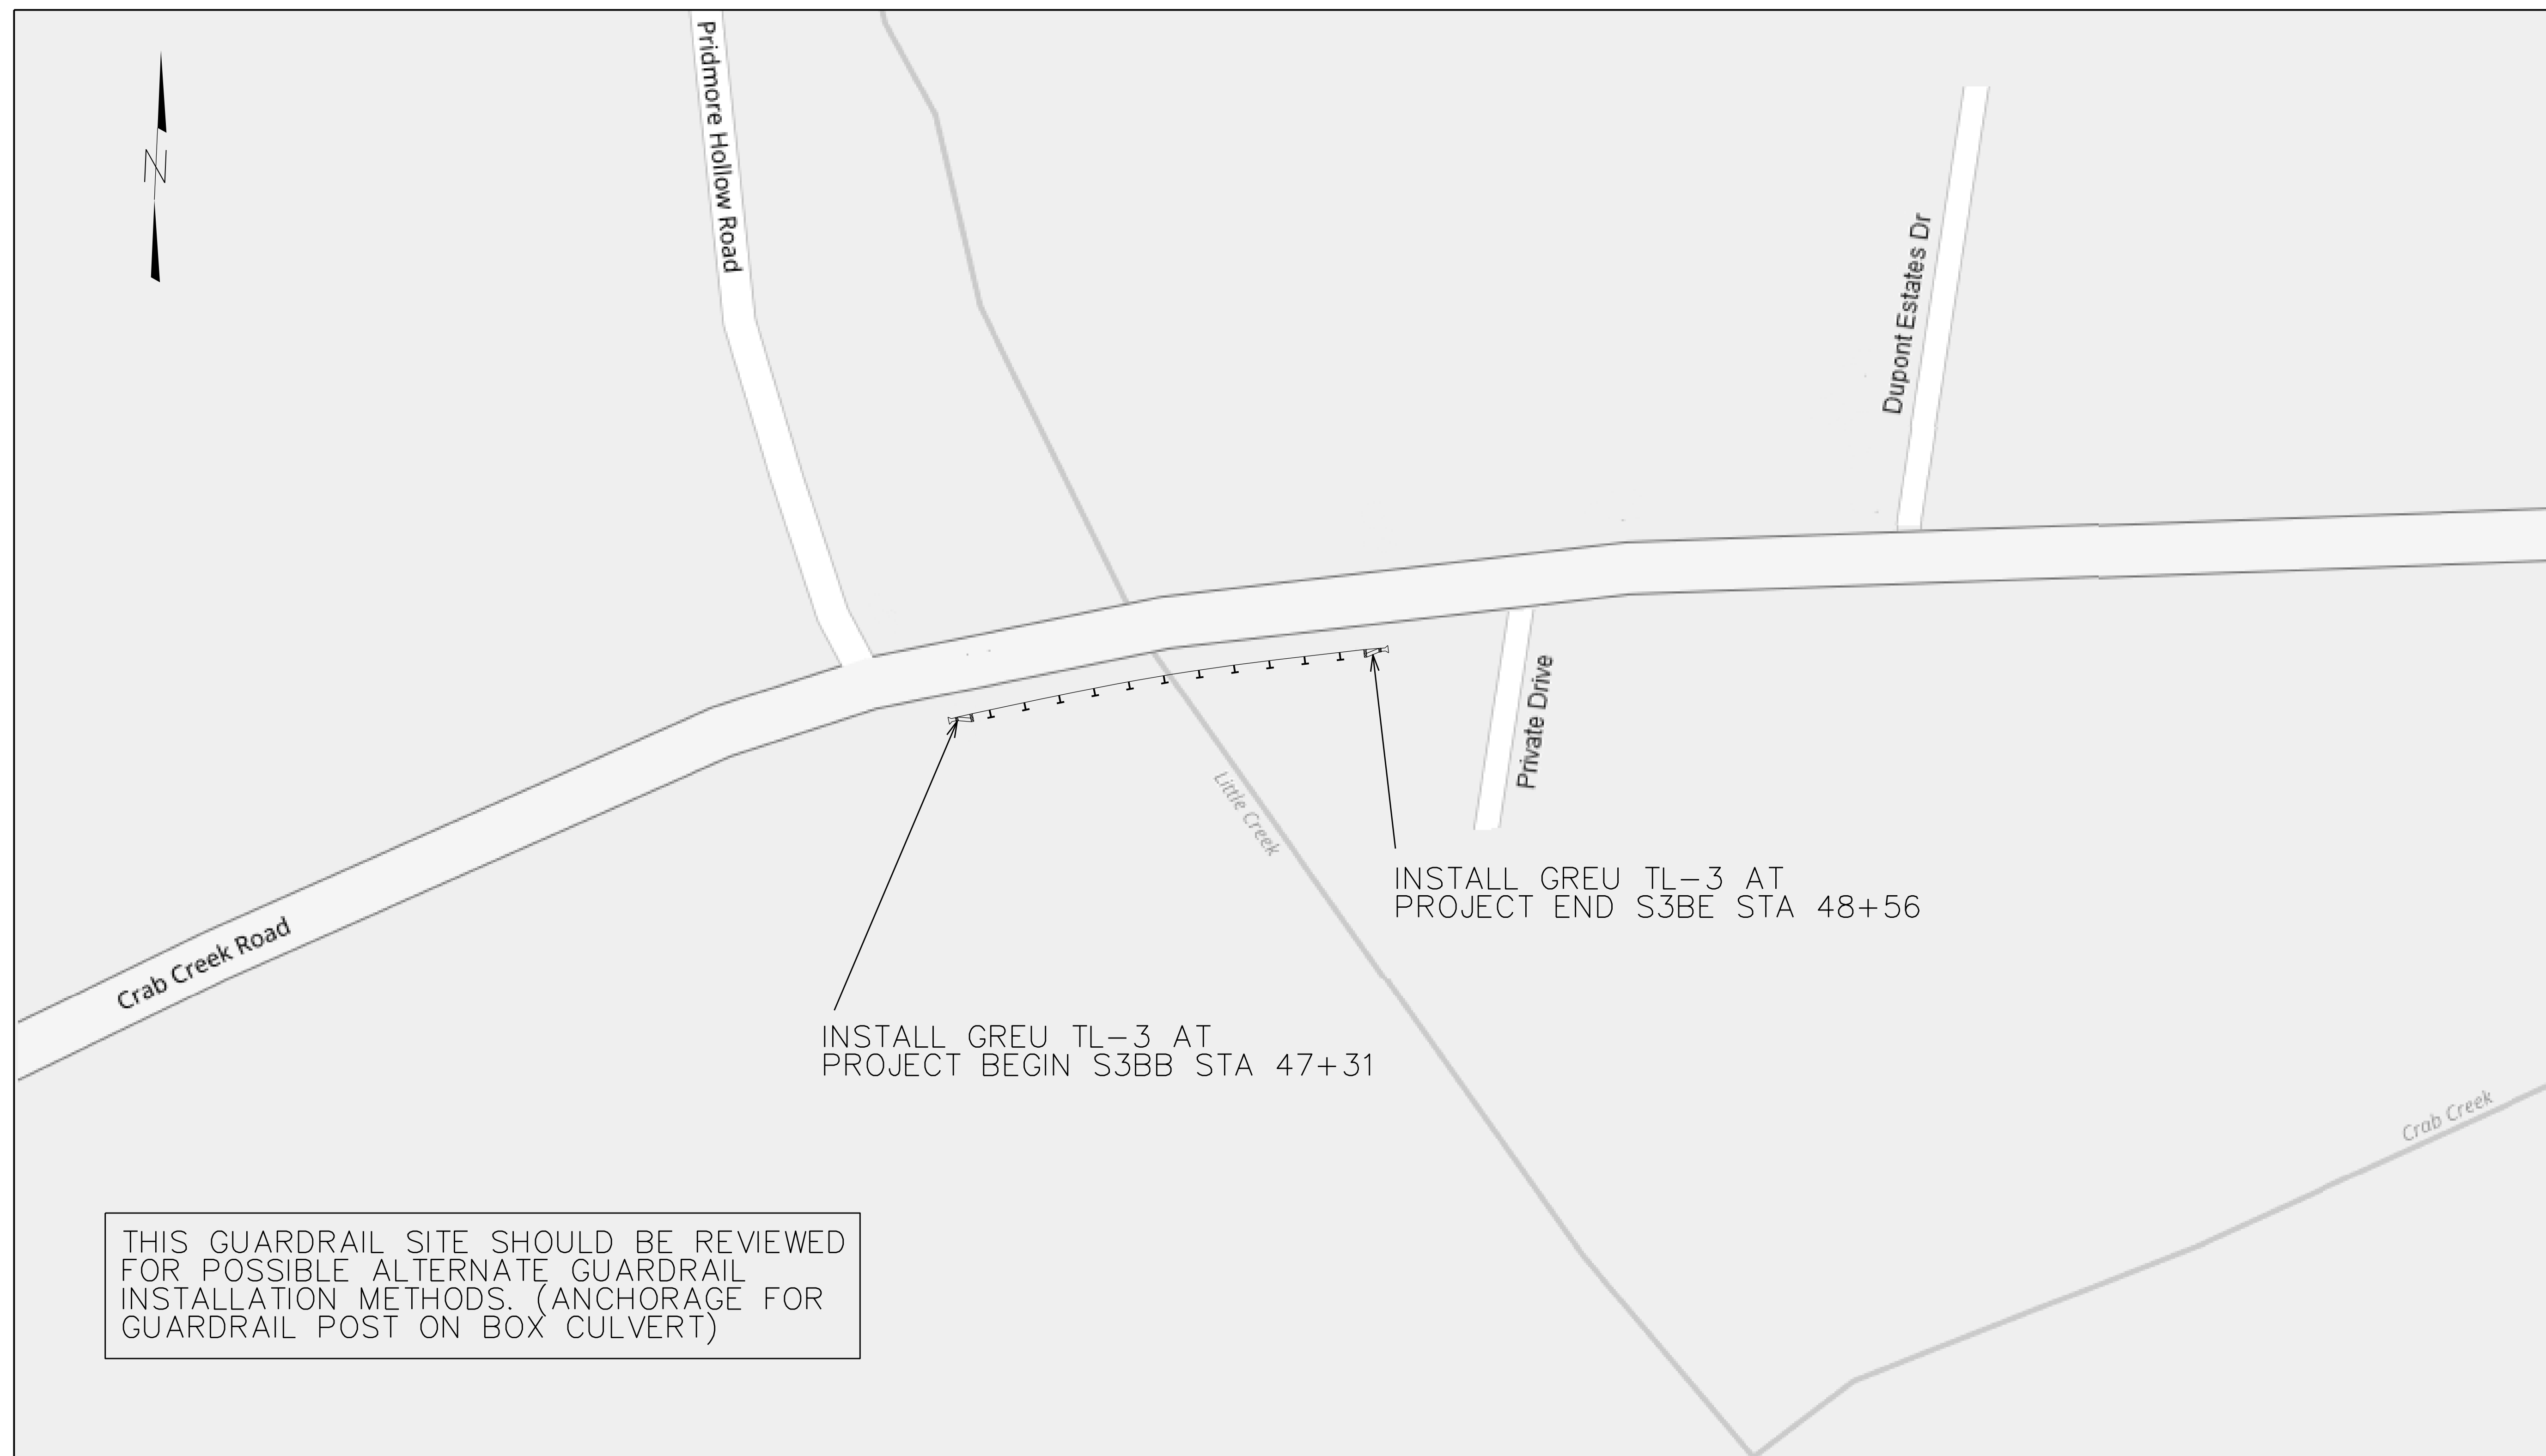 N
Pridmore Hollow Road
Dupont Estates Dr
Private Drive
Little Creek
INSTALL GREU TL-3 AT
PROJECT END S3BE STA 48+56
Crab Creek Road
INSTALL GREU TL-3 AT
PROJECT BEGIN S3BB STA 47+31
Crab Creek
THIS GUARDRAIL SITE SHOULD BE REVIEWED
FOR POSSIBLE ALTERNATE GUARDRAIL
INSTALLATION METHODS. (ANCHORAGE FOR
GUARDRAIL POST ON BOX CULVERT)